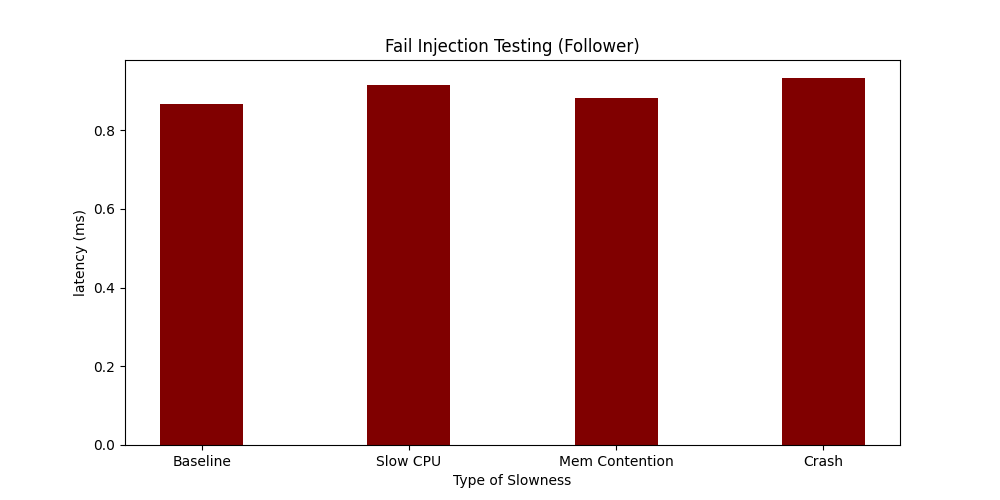 Fail Injection Testing (Follower)
latency (ms)
0.8
0.6
0.4
0.2
0.0
Baseline
Slow CPU
Mem Contention
Crash
Type of Slowness